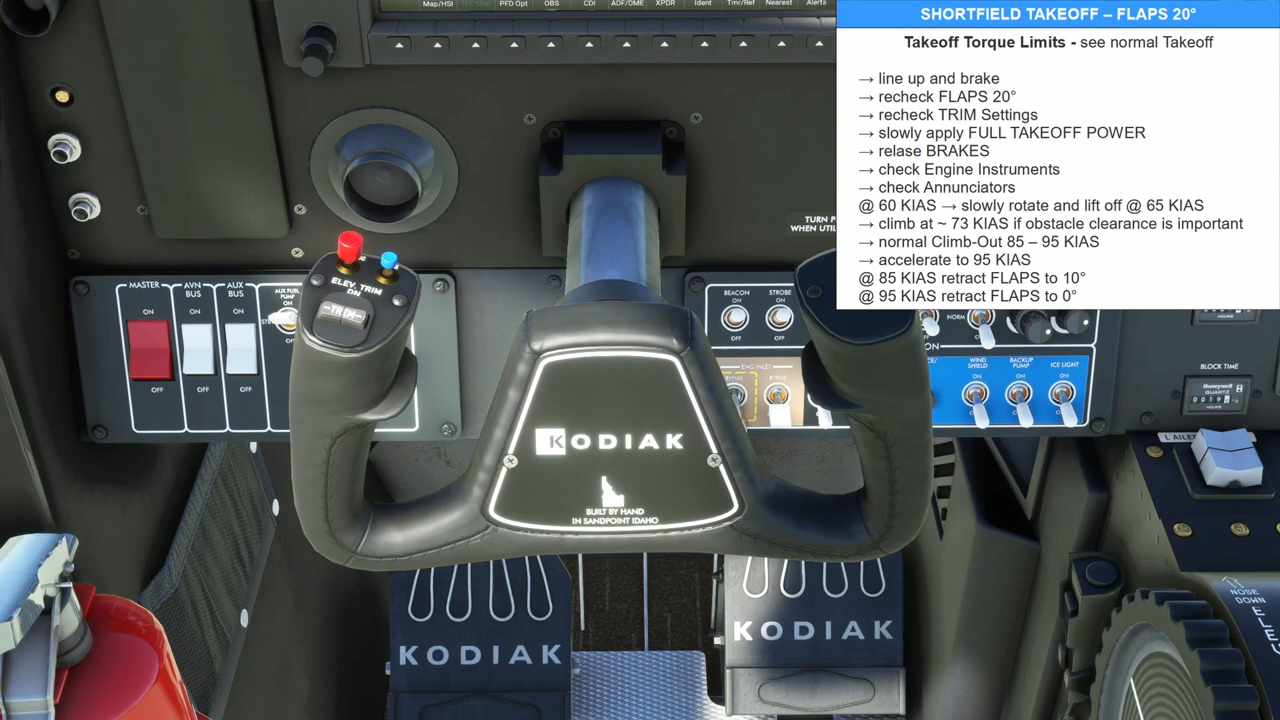 Map/HSI
PFD Opt
OBS
CDI
ADF/DME
XPDR
Ident
Tmr/Ref
Nearest
Alerts
SHORTFIELD TAKEOFF – FLAPS 20°
Takeoff Torque Limits - see normal Takeoff
→ line up and brake
→ recheck FLAPS 20°
→ recheck TRIM Settings
→ slowly apply FULL TAKEOFF POWER
→ relase BRAKES
→ check Engine Instruments
→ check Annunciators
@ 60 KIAS → slowly rotate and lift off @ 65 KIAS
→ climb at ~ 73 KIAS if obstacle clearance is important
→ normal Climb-Out 85 – 95 KIAS
→ accelerate to 95 KIAS
@ 85 KIAS retract FLAPS to 10°
@ 95 KIAS retract FLAPS to 0°
TURN
WHEN
MASTER
ON
OFF
AVN
BUS
ON
OFF
AUX
BUS
ON
OFF
AUX FUEL
PUMP
ON
ELEV. TRIM
DN
TRIM
BEACON
ON
OFF
STROBE
ON
OFF
NORM
ENG INLET
BYPASS
BYPASS
WIND
SHIELD
ON
BACKUP
PUMP
ON
ICE LIGHT
ON
BLOCK TIME
Honeywell
QUARTZ
HOURS
HOURS
KODIAK
BUILT BY HAND
IN SANDPOINT IDAHO
KODIAK
KODIAK
NOSE
DOWN